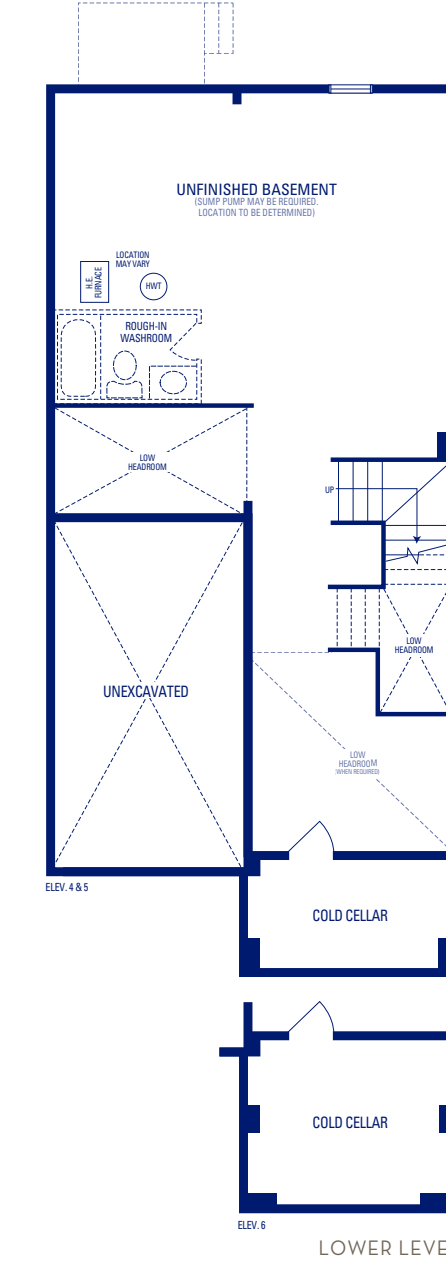 UNFINISHED BASEMENT
(SUMP PUMP MAY BE REQUIRED.
LOCATION TO BE DETERMINED)
LOCATION
MAY VARY
H.E.
FURNACE
HWT
ROUGH-IN
WASHROOM
LOW
HEADROOM
UP
LOW
HEADROOM
UNEXCAVATED
LOW
HEADROOM
(WHEN REQUIRED)
ELEV. 4 & 5
COLD CELLAR
COLD CELLAR
ELEV. 6
LOWER LEVE